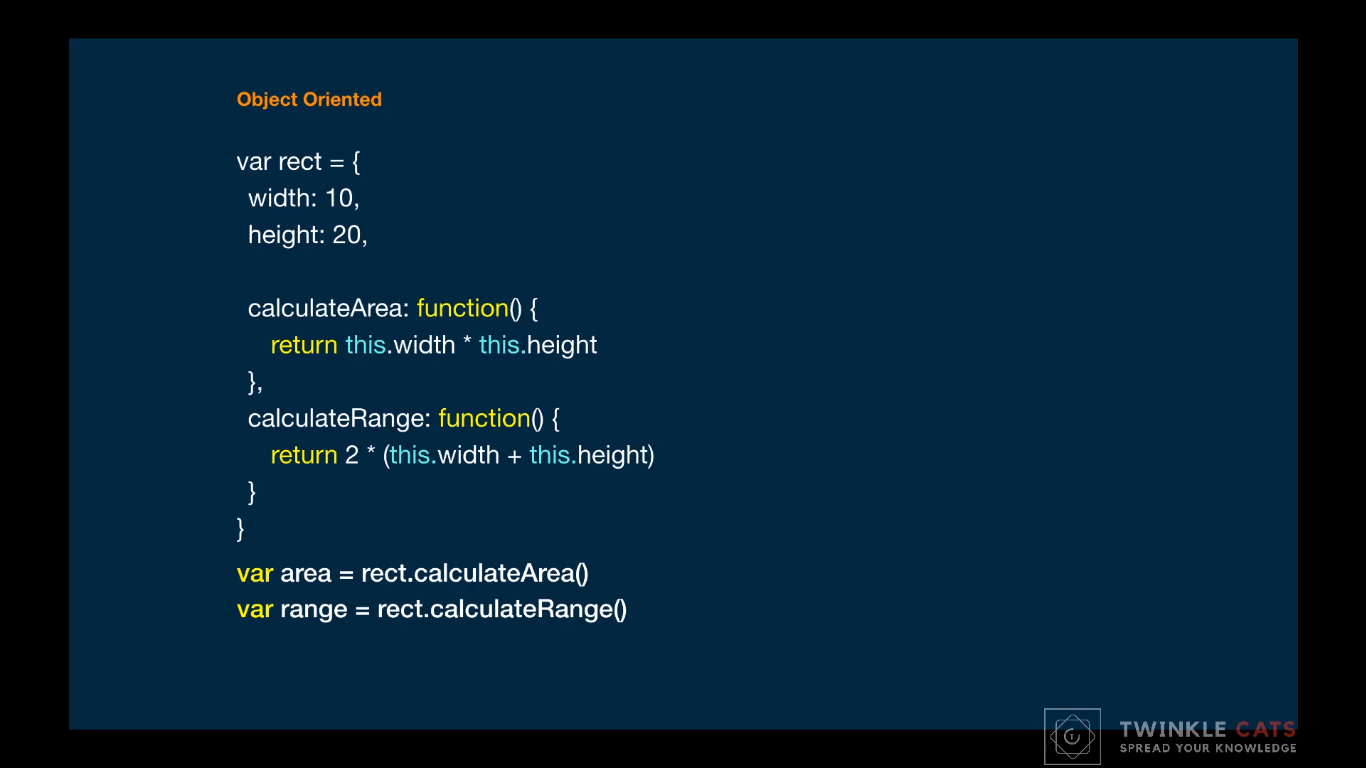 Object Oriented
var rect = {
width: 10,
height: 20,
calculateArea: function() {
return this.width * this.height
},
calculateRange: function() {
return 2 * (this.width + this.height)
}
}
var area = rect.calculateArea()
var range = rect.calculateRange()
TWINKLE CATS
SPREAD YOUR KNOWLEDGE